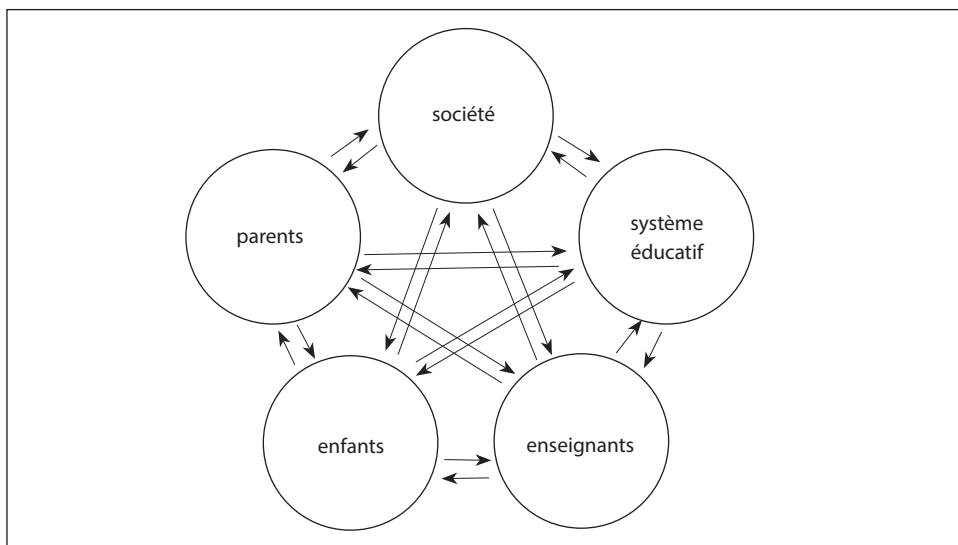 société
parents
système
éducatif
enfants
enseignants